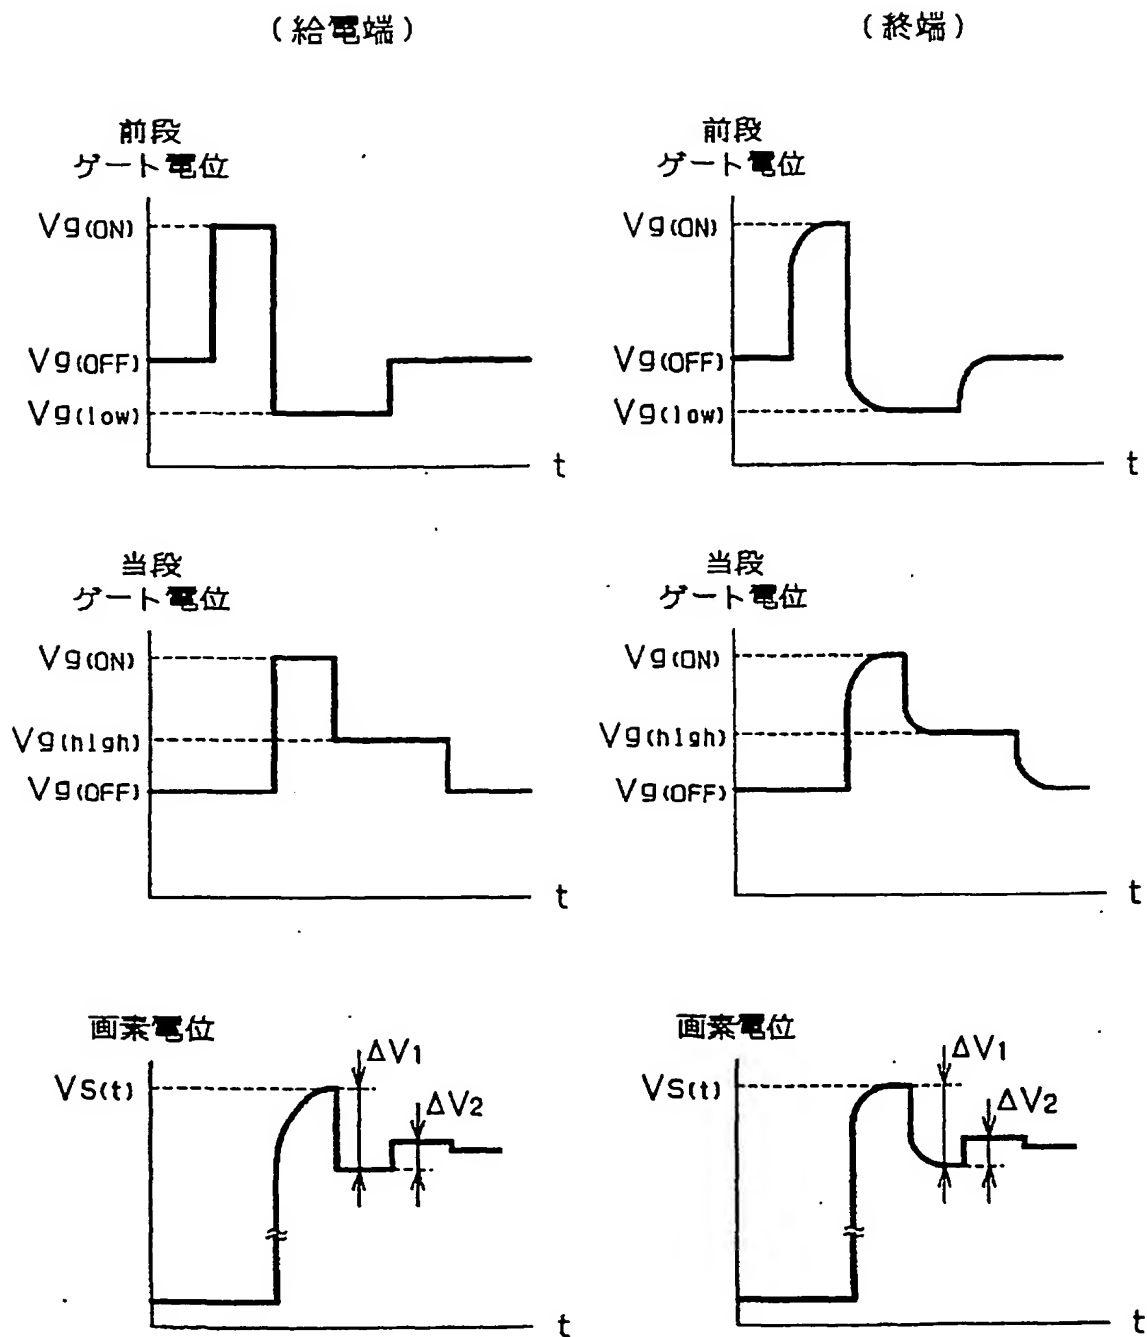 (給電端)
(終端)
前段
ゲート電位
Vg(ON)
Vg(OFF)
Vg(low)
t
前段
ゲート電位
Vg(ON)
Vg(OFF)
Vg(low)
t
当段
ゲート電位
Vg(ON)
Vg(high)
Vg(OFF)
t
当段
ゲート電位
Vg(ON)
Vg(high)
Vg(OFF)
t
画素電位
VS(t)
ΔV1
ΔV2
t
画素電位
VS(t)
ΔV1
ΔV2
t